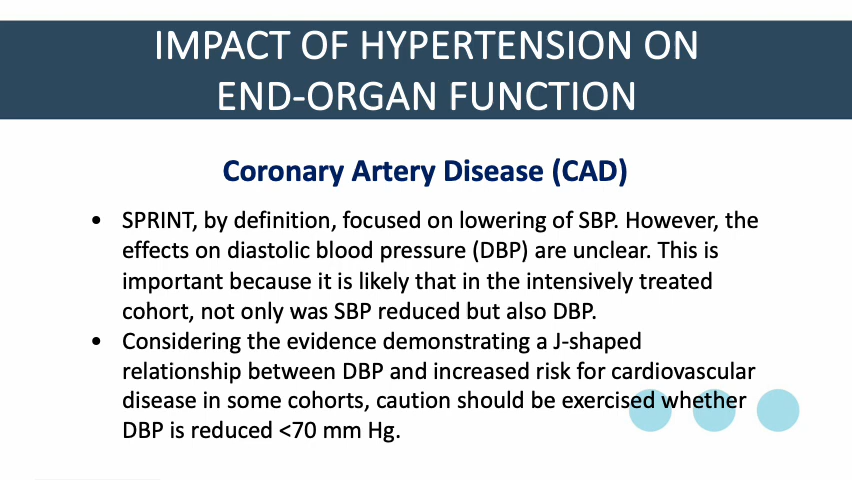 IMPACT OF HYPERTENSION ON
END-ORGAN FUNCTION
Coronary Artery Disease (CAD)
• SPRINT, by definition, focused on lowering of SBP. However, the
effects on diastolic blood pressure (DBP) are unclear. This is
important because it is likely that in the intensively treated
cohort, not only was SBP reduced but also DBP.
• Considering the evidence demonstrating a J-shaped
relationship between DBP and increased risk for cardiovascular
disease in some cohorts, caution should be exercised whether
DBP is reduced <70 mm Hg.